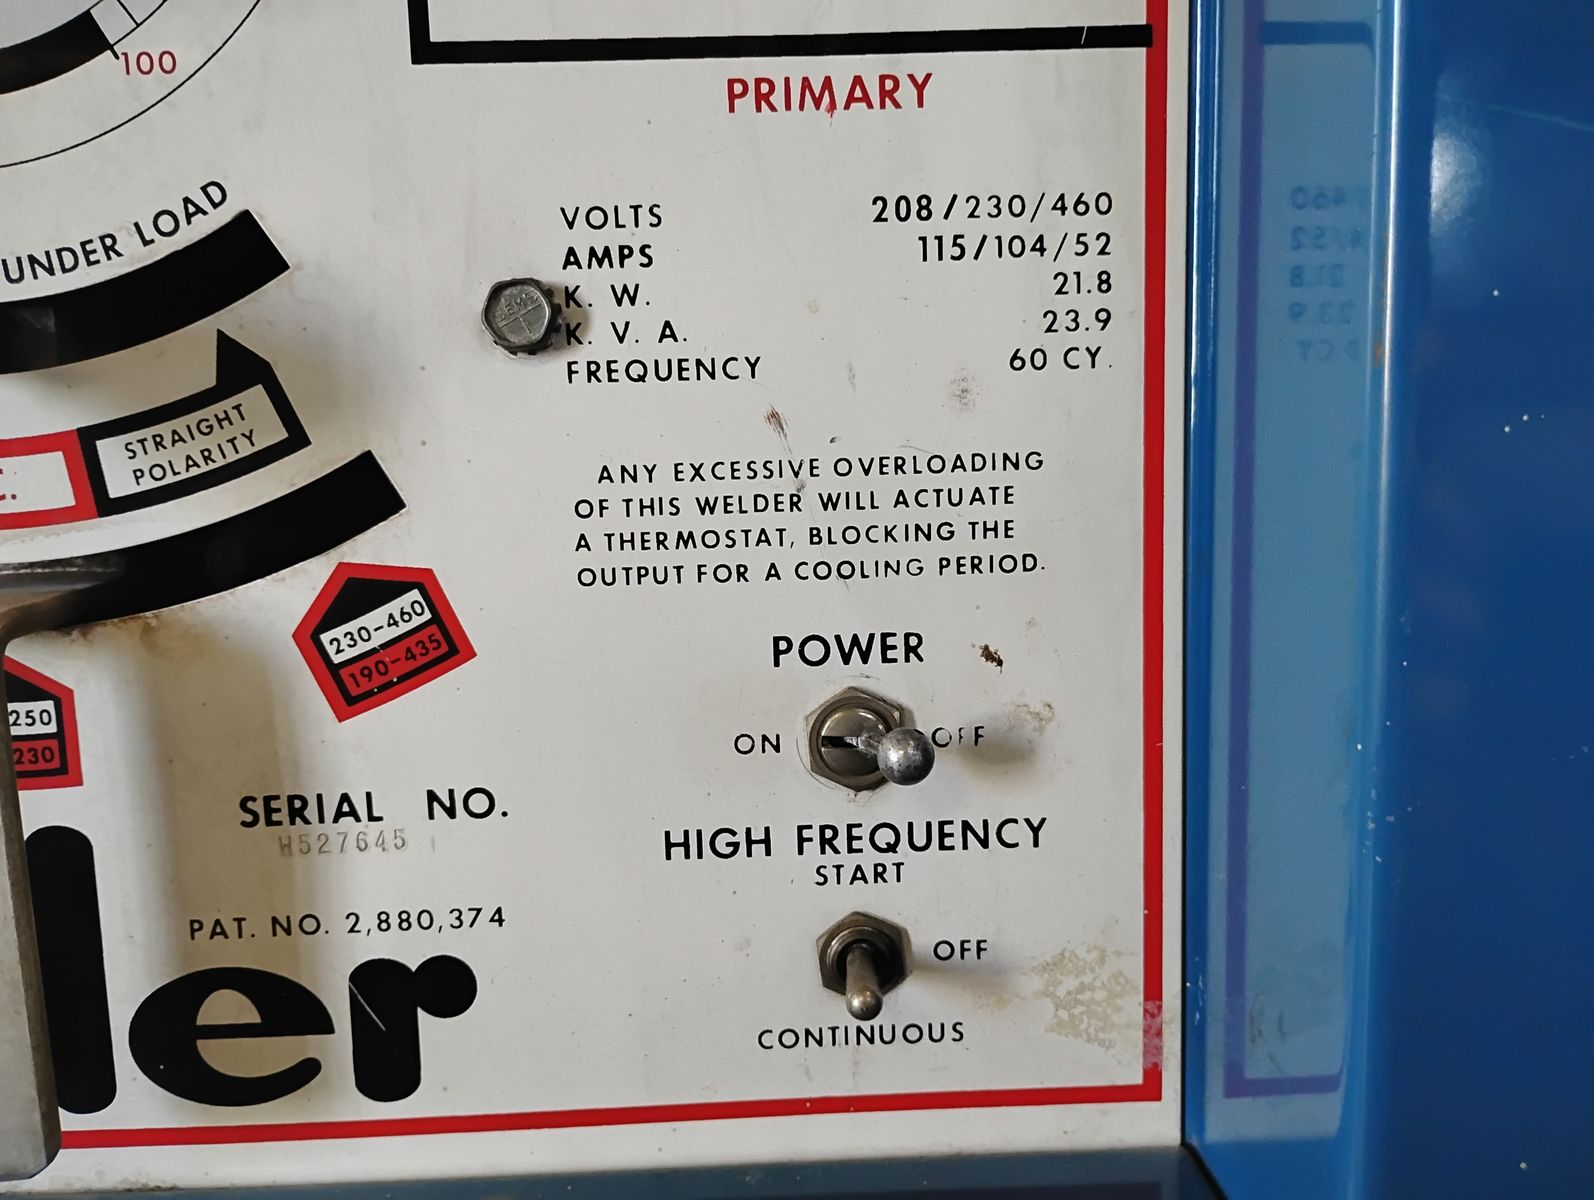 100
PRIMARY
UNDER LOAD
VOLTS 208/230/460
AMPS 115/104/52
K. W. 21.8
K. V. A. 23.9
FREQUENCY 60 CY.
STRAIGHT
POLARITY
ANY EXCESSIVE OVERLOADING
OF THIS WELDER WILL ACTUATE
A THERMOSTAT, BLOCKING THE
OUTPUT FOR A COOLING PERIOD.
230-460
190-435
250
230
POWER
ON OFF
SERIAL NO.
H527645
HIGH FREQUENCY
START
PAT. NO. 2,880,374
OFF
CONTINUOUS
ler